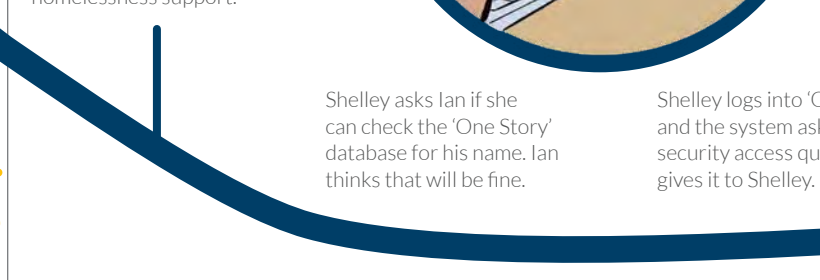 homelessness support.
Shelley asks Ian if she
can check the ‘One Story’
database for his name. Ian
thinks that will be fine.
Shelley logs into
and the system
security access
gives it to Shelley.